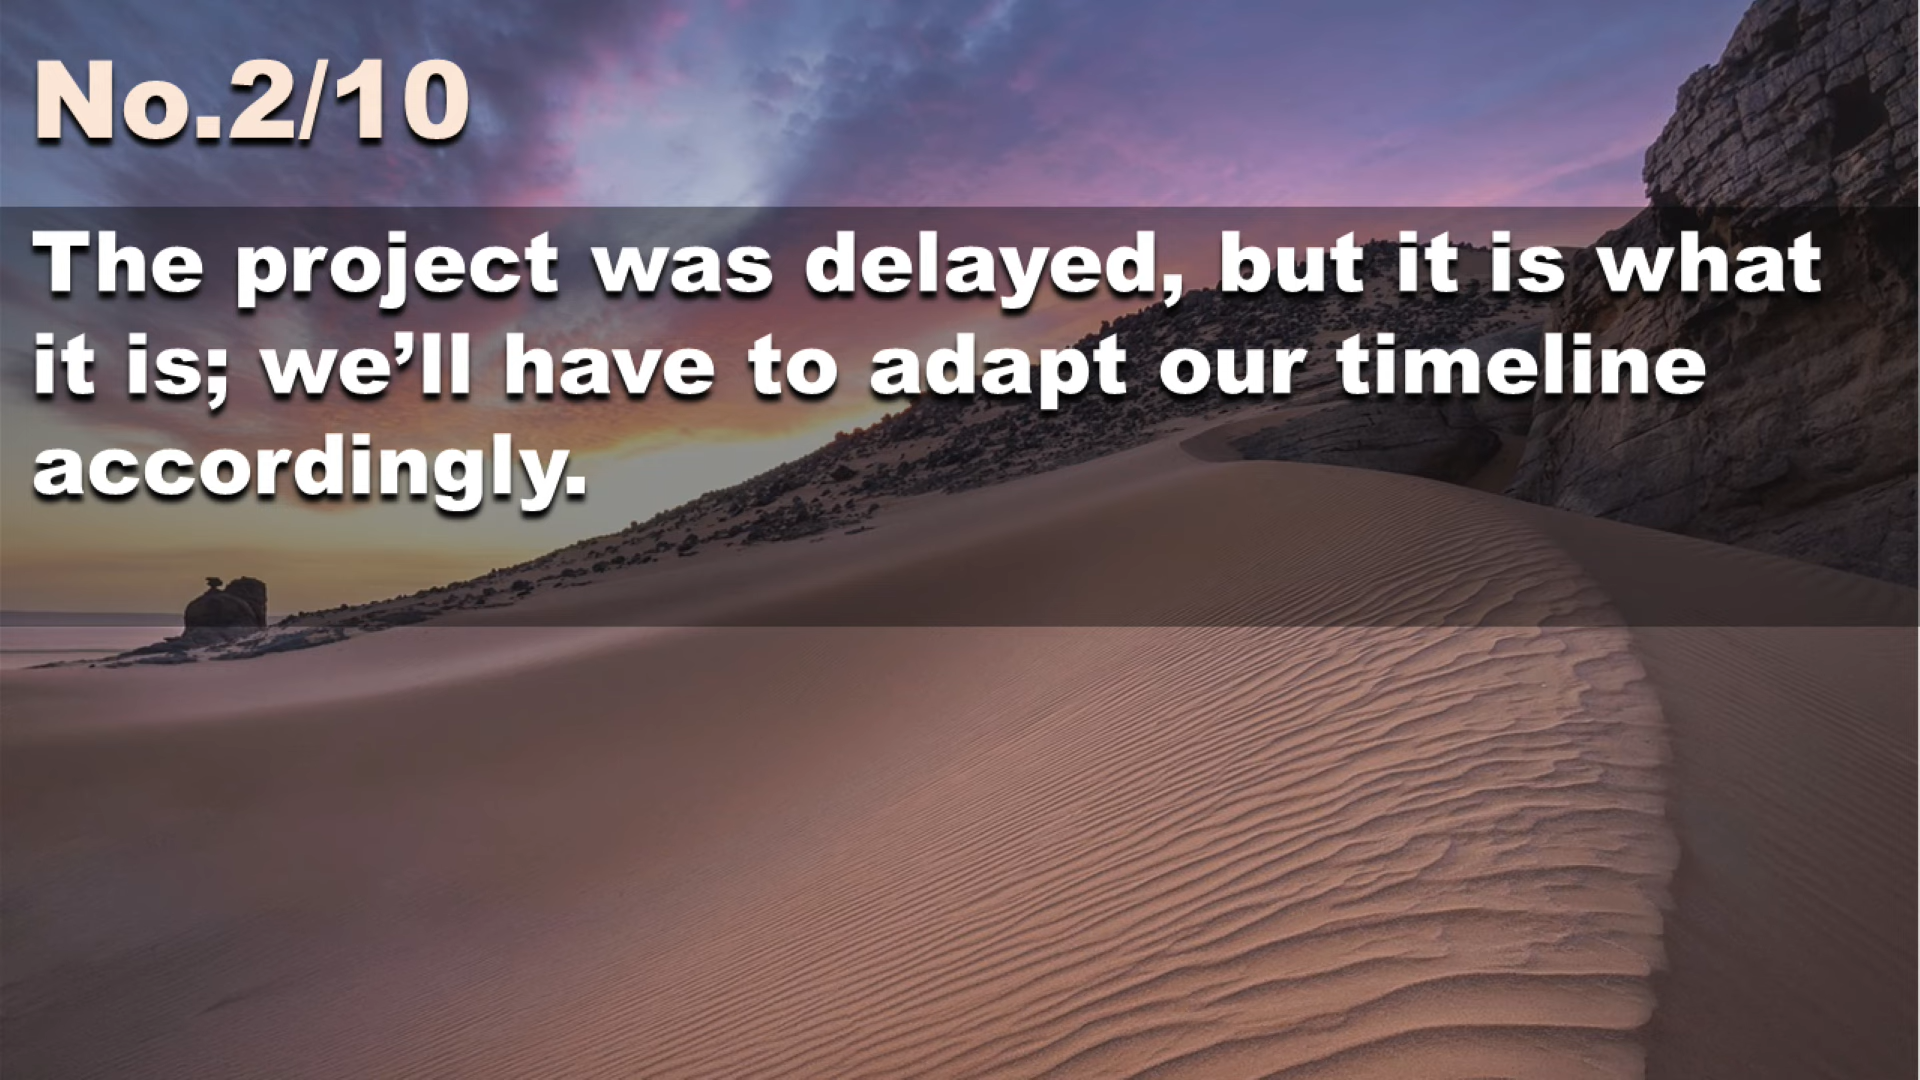 No.2/10
The project was delayed, but it is what
it is; we’ll have to adapt our timeline
accordingly.